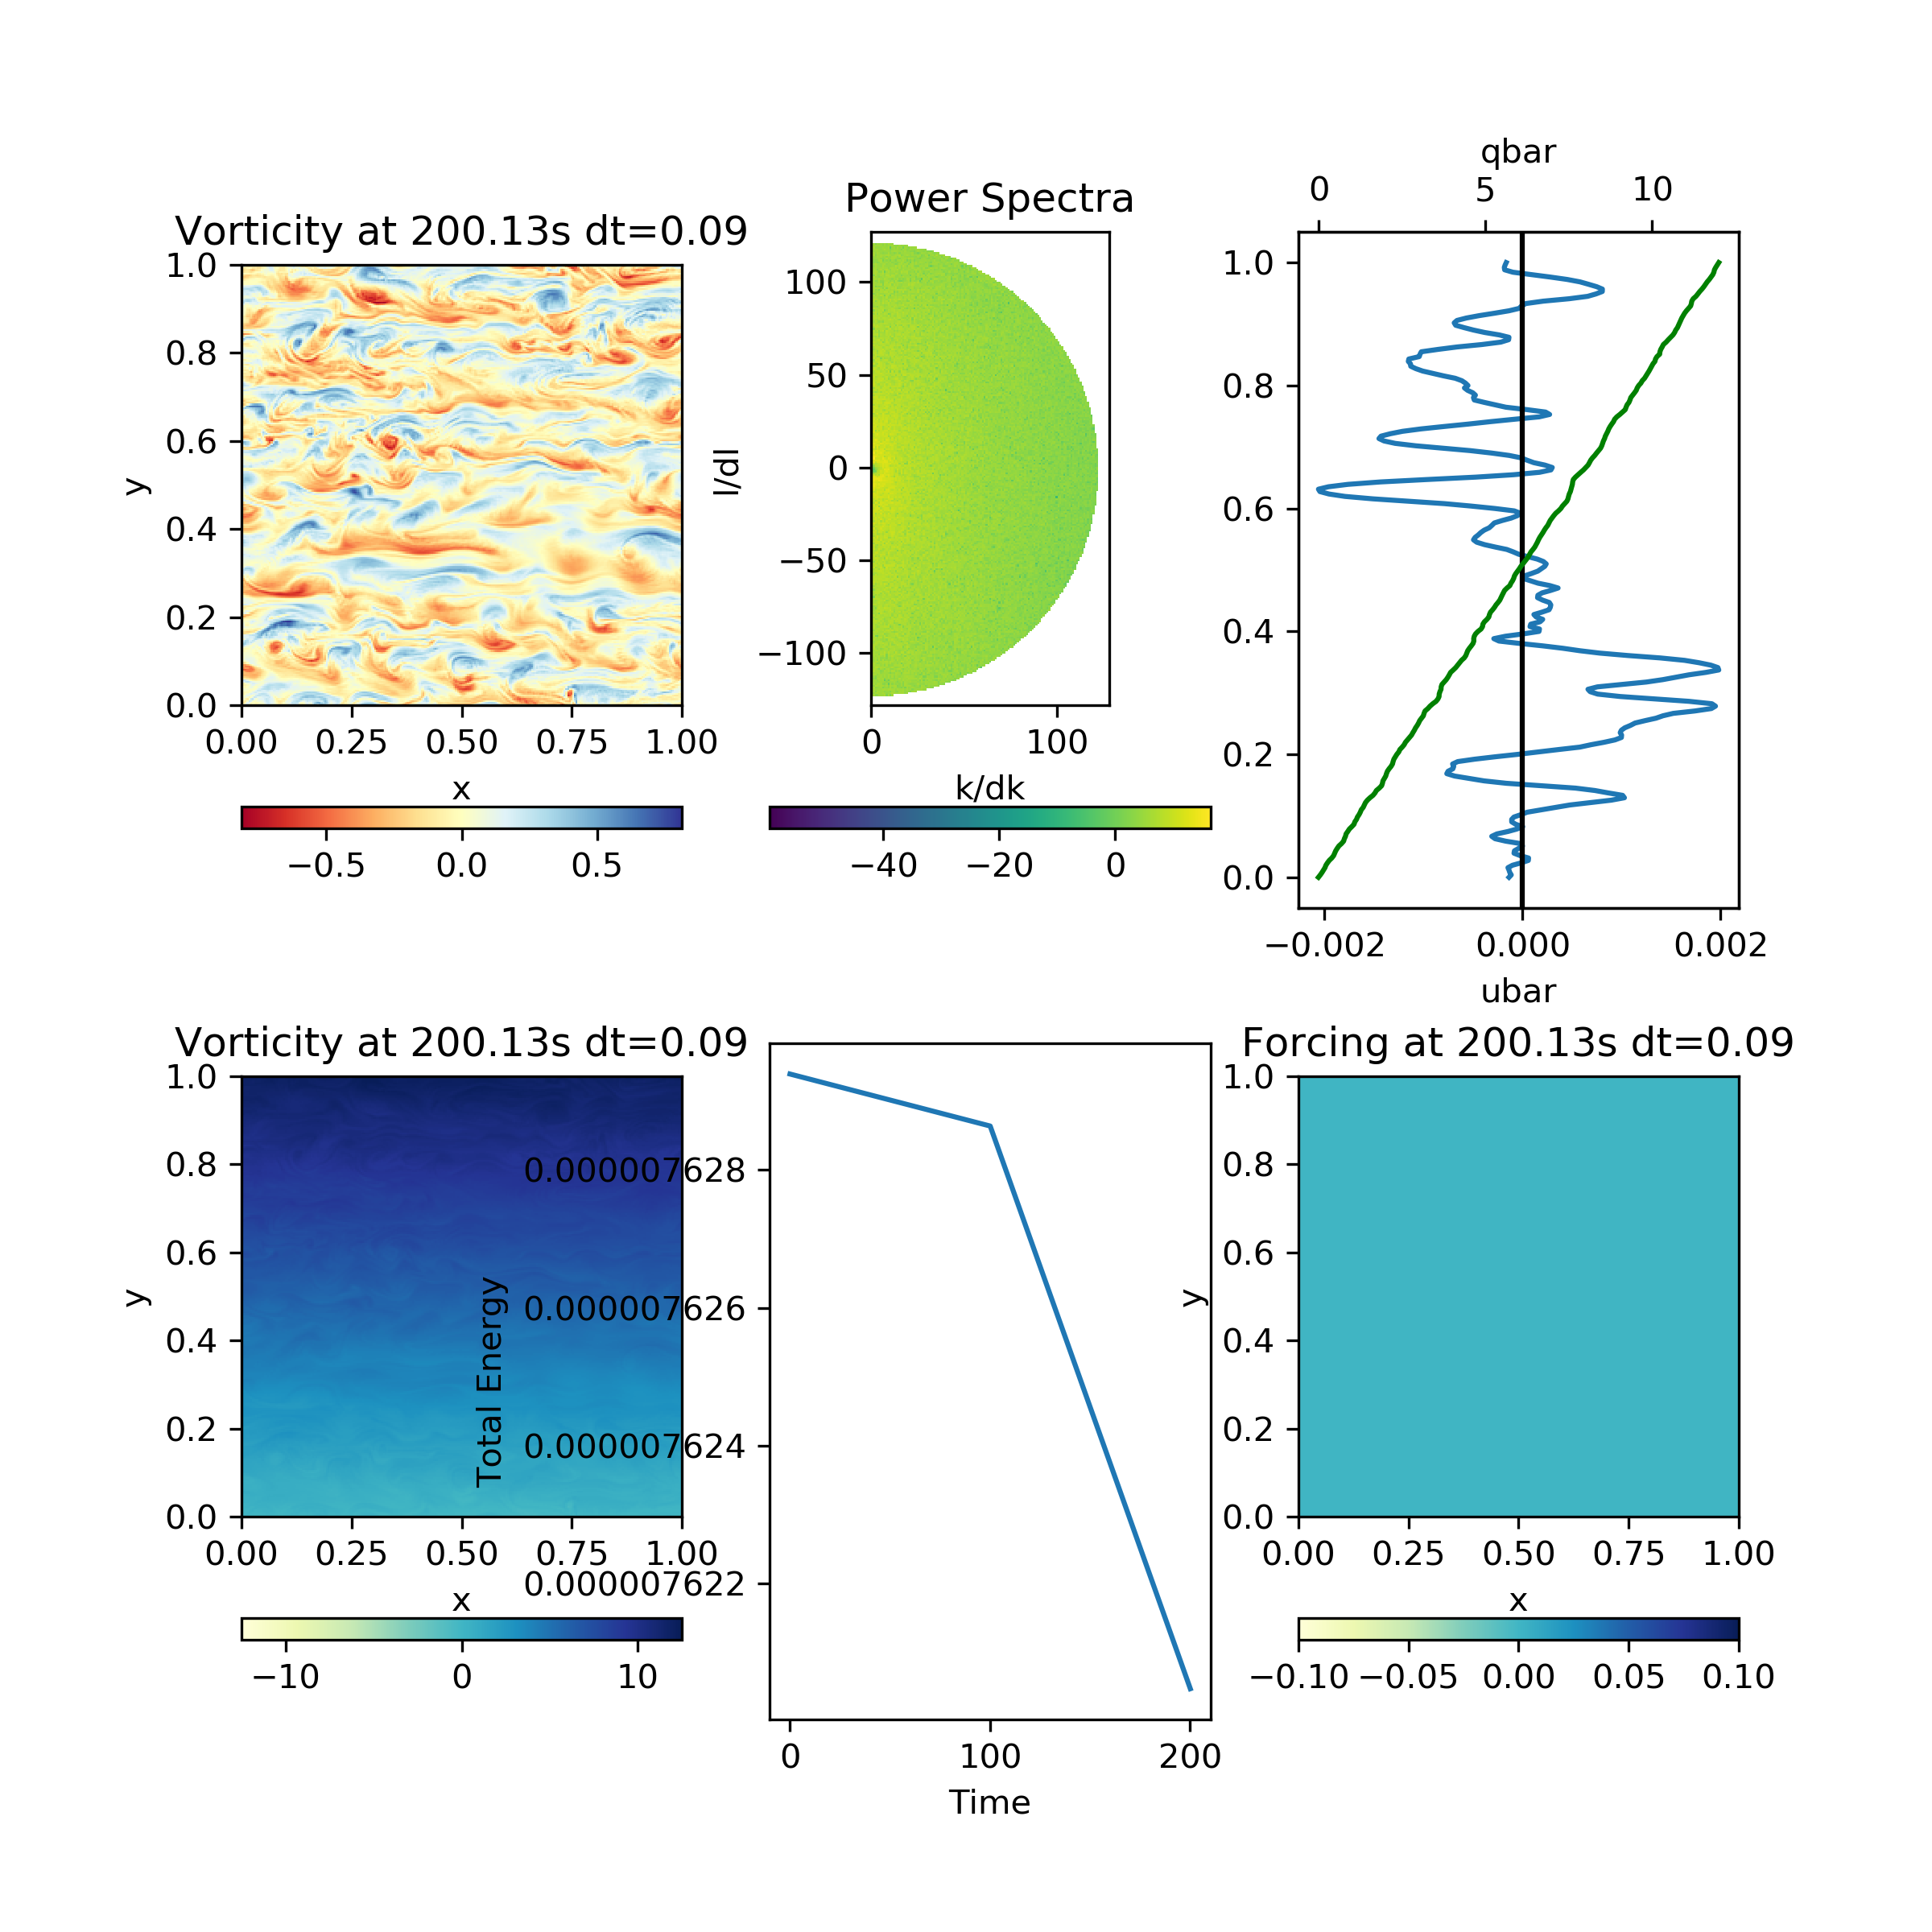 Vorticity at 200.13s dt=0.09
1.0
0.8
0.6
0.4
0.2
0.0
y
0.00 0.25 0.50 0.75 1.00
x
−0.5 0.0 0.5
Power Spectra
100
50
0
−50
−100
l/dl
0 100
k/dk
−40 −20 0
qbar
0 5 10
1.0
0.8
0.6
0.4
0.2
0.0
−0.002 0.000 0.002
ubar
Vorticity at 200.13s dt=0.09
1.0
0.8
0.6
0.4
0.2
0.0
y
0.00 0.25 0.50 0.75 1.00
x
−10 0 10
0.000007628
0.000007626
0.000007624
0.000007622
Total Energy
0 100 200
Time
Forcing at 200.13s dt=0.09
1.0
0.8
0.6
0.4
0.2
0.0
y
0.00 0.25 0.50 0.75 1.00
x
−0.10 −0.05 0.00 0.05 0.10